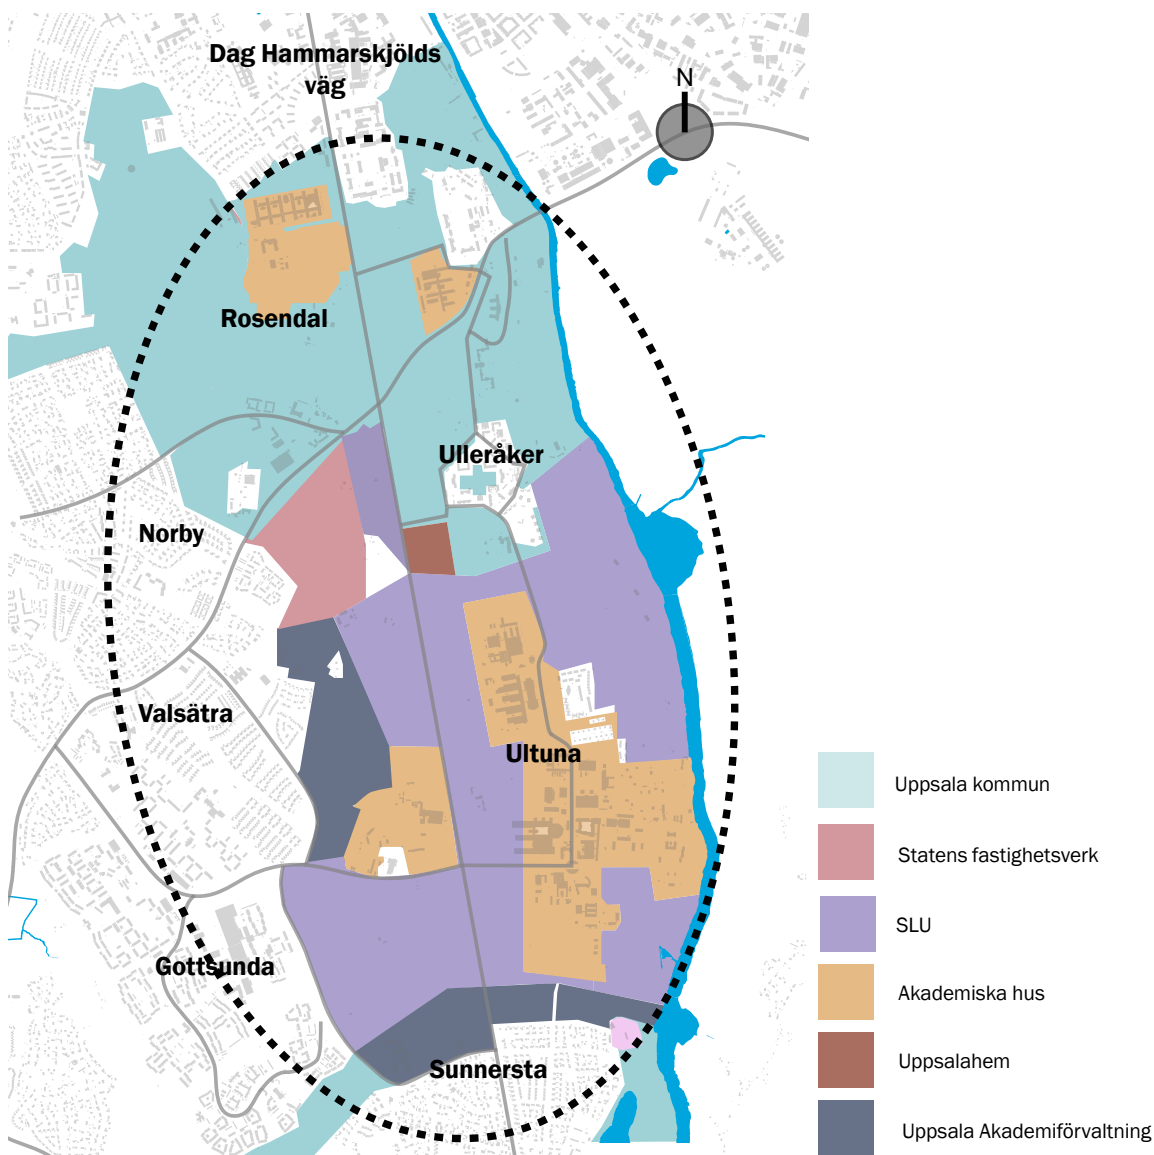 Dag Hammarskjölds
väg
N
Rosendal
Ulleråker
Norby
Valsätra
Ultuna
Gottsunda
Sunnersta
Uppsala kommun
Statens fastighetsverk
SLU
Akademiska hus
Uppsalahem
Uppsala Akademiförvaltning